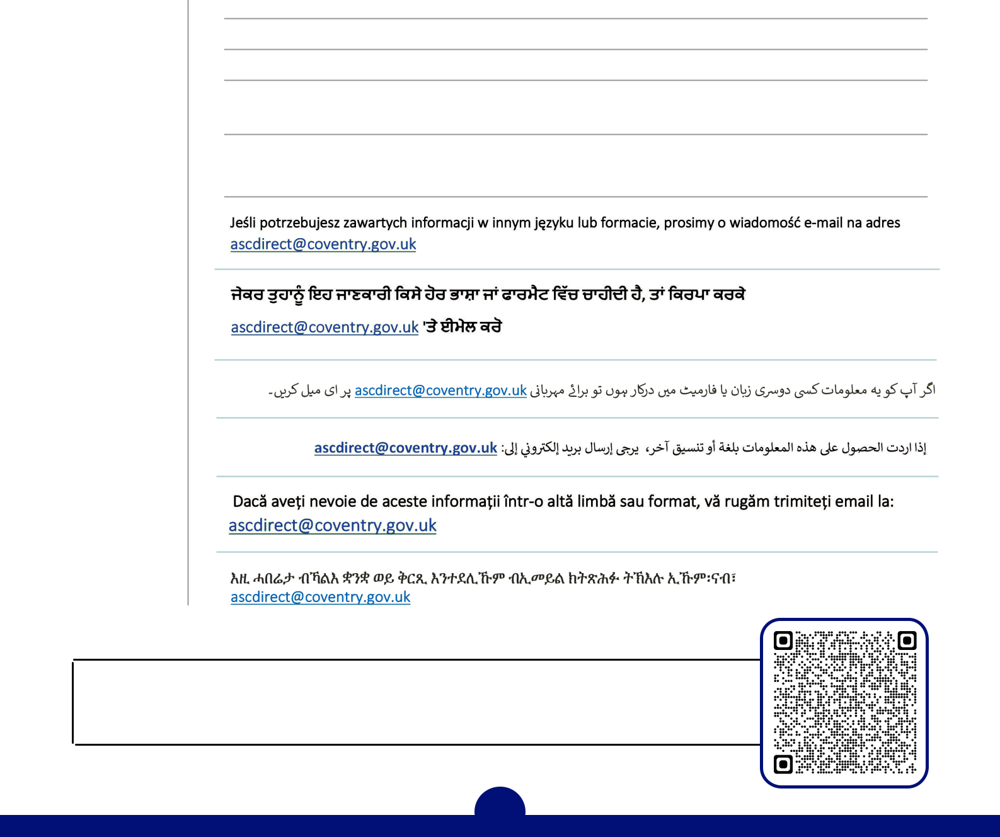 Jeśli potrzebujesz zawartych informacji w innym języku lub formacie, prosimy o wiadomość e-mail na adres
ascdirect@coventry.gov.uk
ਜੇਕਰ ਤੁਹਾਨੂੰ ਇਹ ਜਾਣਕਾਰੀ ਕਿਸੇ ਹੋਰ ਭਾਸ਼ਾ ਜਾਂ ਫਾਰਮੈਟ ਵਿੱਚ ਚਾਹੀਦੀ ਹੈ, ਤਾਂ ਕਿਰਪਾ ਕਰਕੇ
ascdirect@coventry.gov.uk 'ਤੇ ਈਮੇਲ ਕਰੋ
اگر آپ کو یہ معلومات کسی دوسری زبان یا فارمیٹ میں درکار ہوں تو برائے مہربانی ascdirect@coventry.gov.uk پر ای میل کریں۔
إذا اردت الحصول على هذه المعلومات بلغة أو تنسيق آخر، يرجى إرسال بريد إلكتروني إلى: ascdirect@coventry.gov.uk
Dacă aveți nevoie de aceste informații într-o altă limbă sau format, vă rugăm trimiteți email la:
ascdirect@coventry.gov.uk
እዚ ሓበሬታ ብኻልእ ቋንቋ ወይ ቅርጺ እንተደሊኹም ብኢመይል ክትጽሕፉ ትኽእሉ ኢኹም፡ናብ፣
ascdirect@coventry.gov.uk